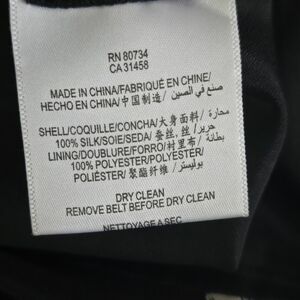 RN 80734
CA 31458
MADE IN CHINA/FABRIQUÉ EN CHINE/
HECHO EN CHINA/中国制造/ صنع في الصين
SHELL/COQUILLE/CONCHA/大身面料/ محارة
100% SILK/SOIE/SEDA/蚕丝, 丝/ حرير
LINING/DOUBLURE/FORRO/衬里布/ بطانة
100% POLYESTER/POLYESTER/
POLIÉSTER/聚酯纤维/ بوليستر
DRY CLEAN
REMOVE BELT BEFORE DRY CLEAN
NETTOYAGE A SEC